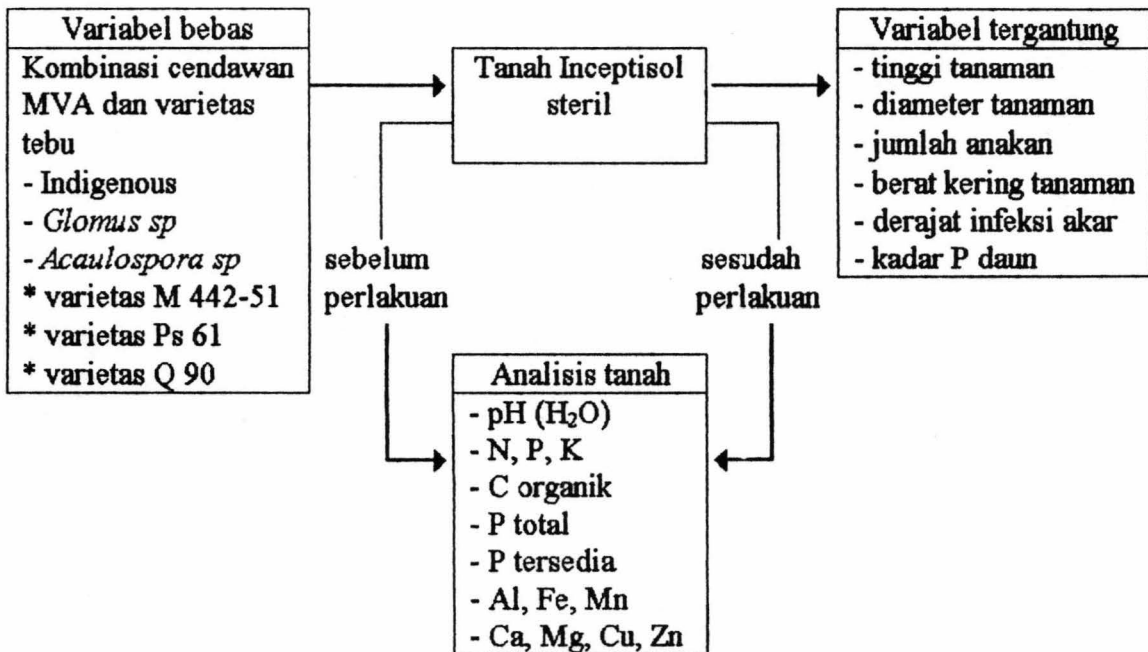 Variabel bebas
Kombinasi cendawan
MVA dan varietas
tebu
- Indigenous
- Glomus sp
- Acaulospora sp
* varietas M 442-51
* varietas Ps 61
* varietas Q 90
Tanah Inceptisol
steril
Variabel tergantung
- tinggi tanaman
- diameter tanaman
- jumlah anakan
- berat kering tanaman
- derajat infeksi akar
- kadar P daun
sebelum
perlakuan
sesudah
perlakuan
Analisis tanah
- pH (H₂O)
- N, P, K
- C organik
- P total
- P tersedia
- Al, Fe, Mn
- Ca, Mg, Cu, Zn